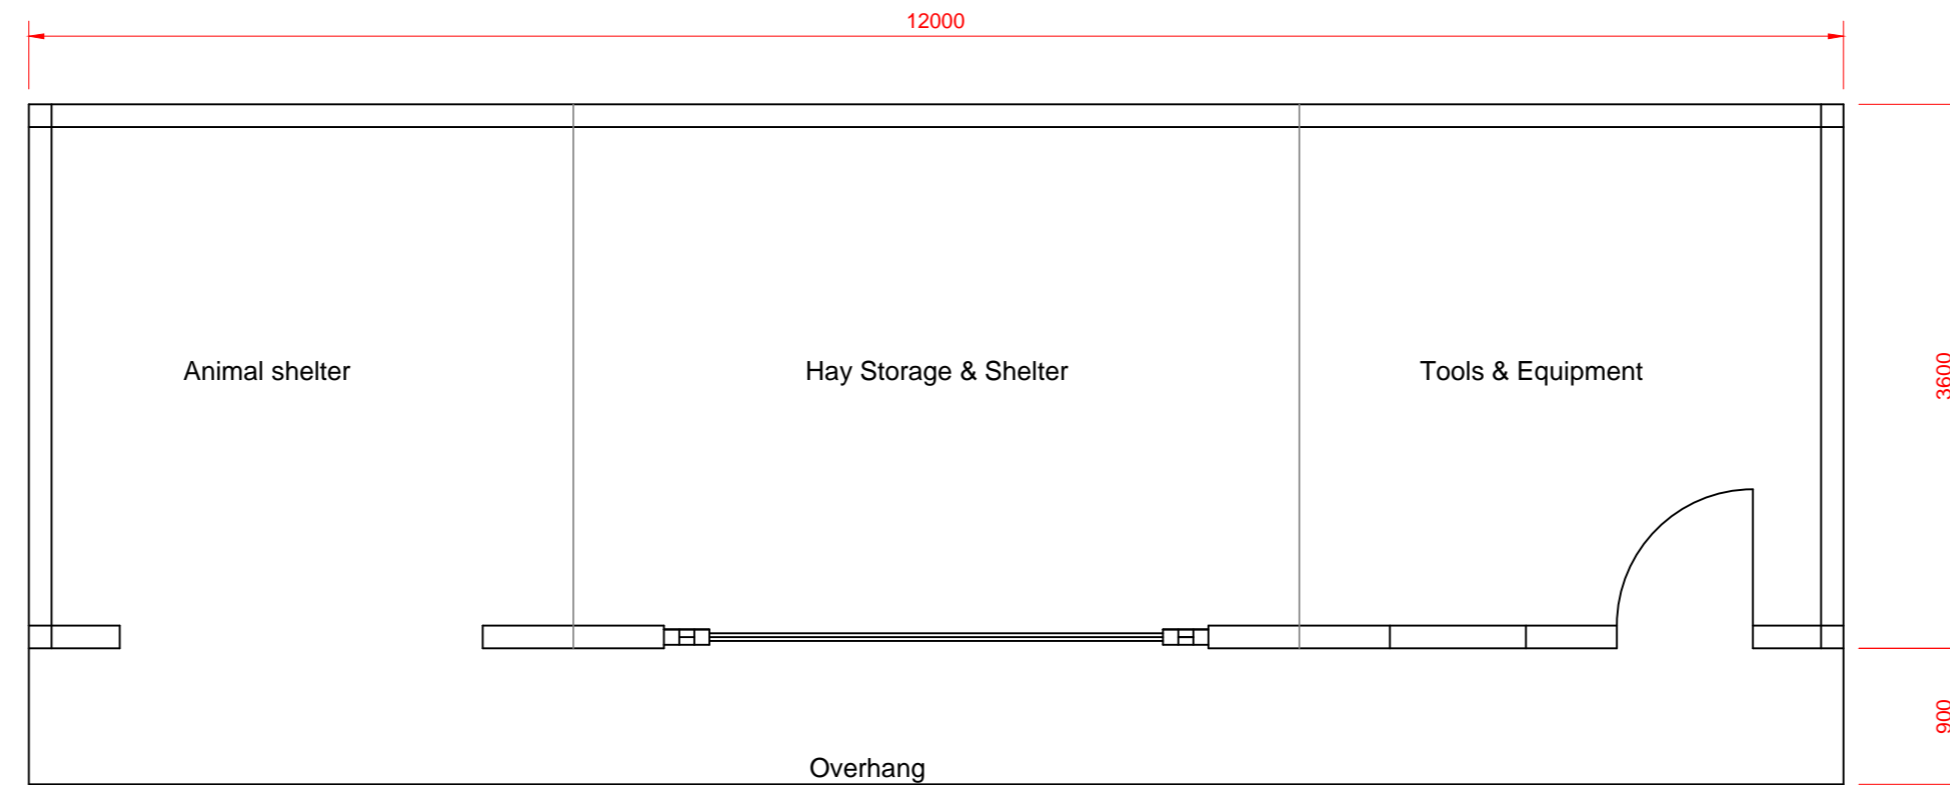 12000
Animal shelter
Hay Storage & Shelter
Tools & Equipment
3600
900
Overhang